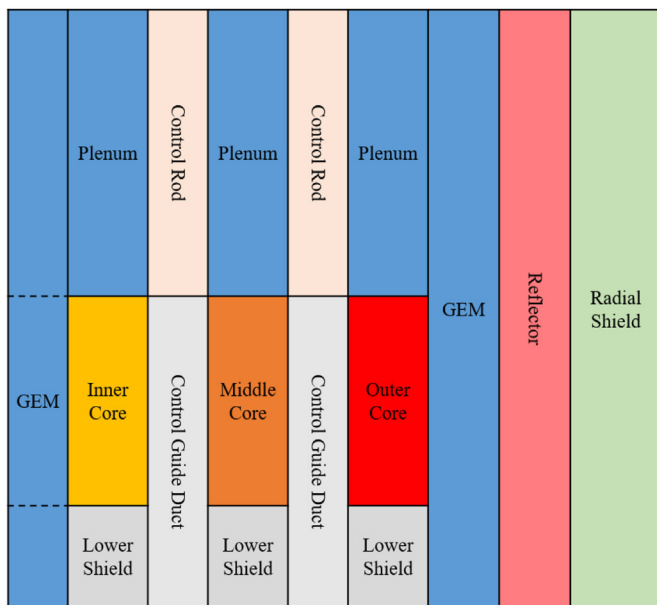 Plenum
Control Rod
Plenum
Control Rod
Plenum
GEM
Inner
Core
Control Guide Duct
Middle
Core
Control Guide Duct
Outer
Core
GEM
Reflector
Radial
Shield
Lower
Shield
Lower
Shield
Lower
Shield